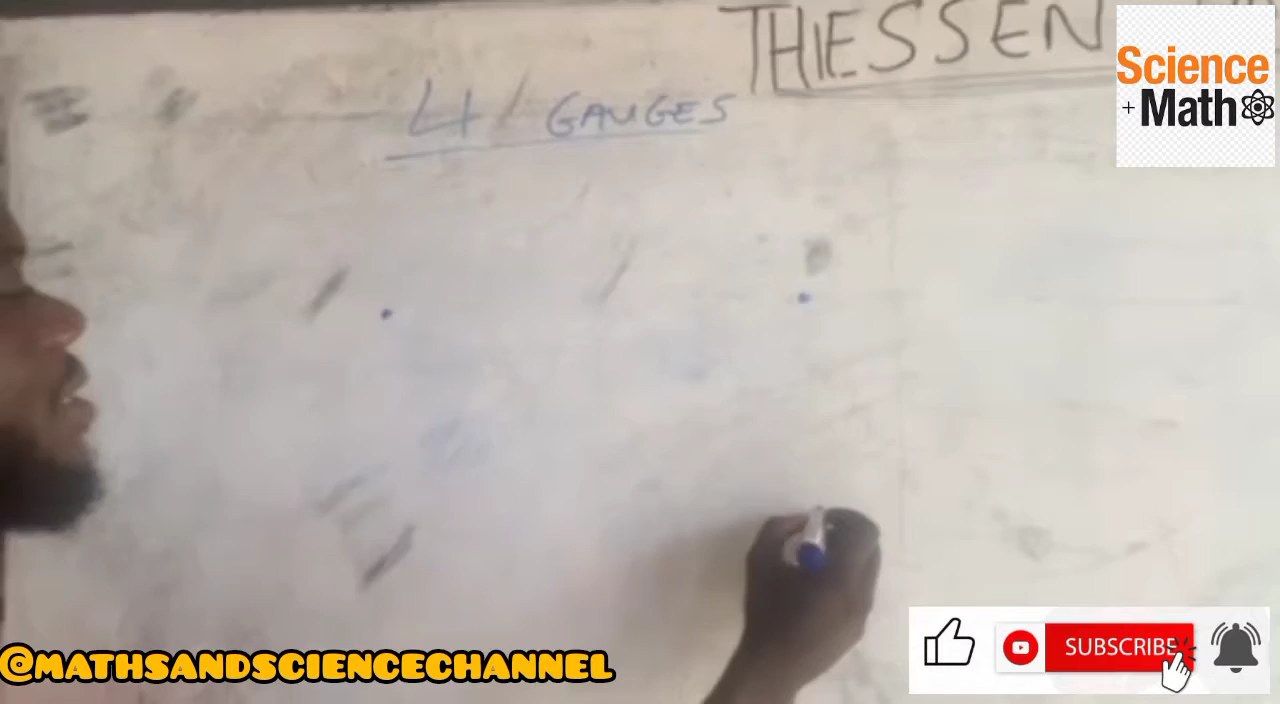 THIESSEN
4 GAUGES
Science
+Math
SUBSCRIBE
@MATHSANDSCIENCECHANNEL